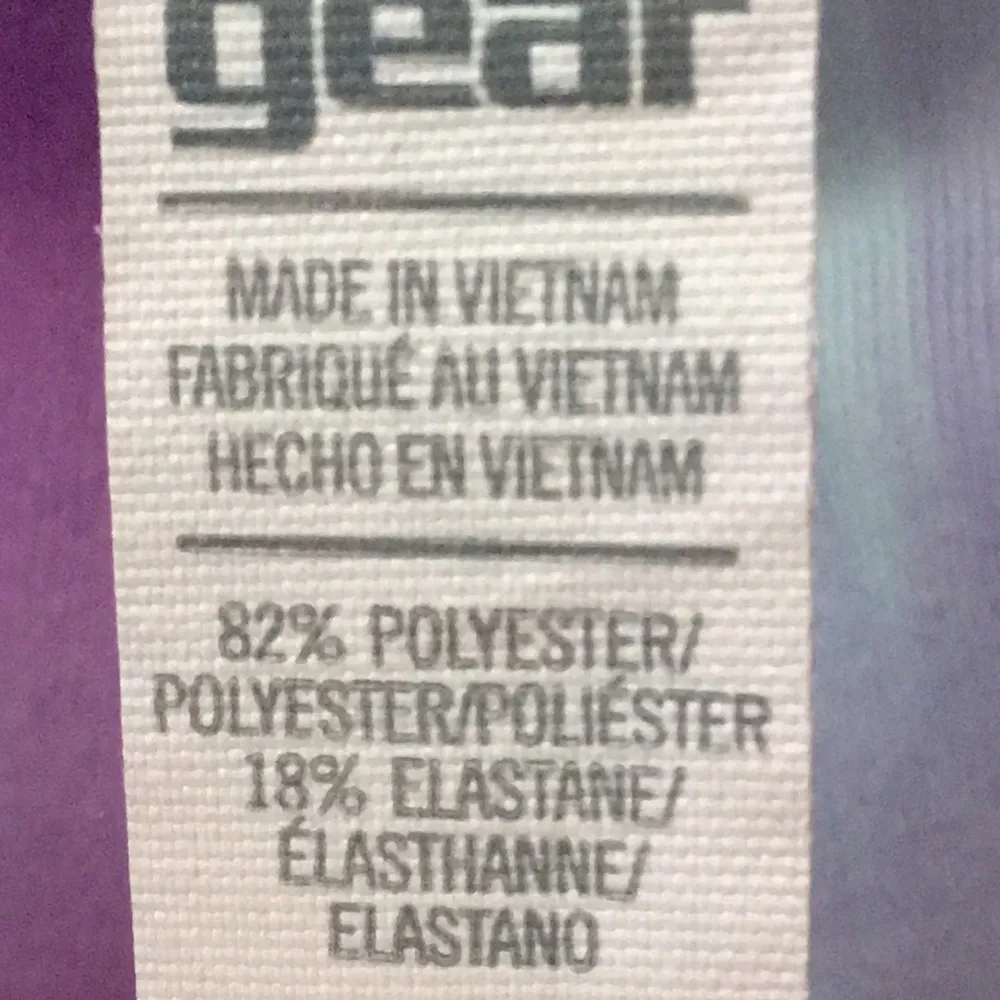 gear
MADE IN VIETNAM
FABRIQUÉ AU VIETNAM
HECHO EN VIETNAM
82% POLYESTER/
POLYESTER/POLIÉSTER
18% ELASTANE/
ÉLASTHANNE/
ELASTANO